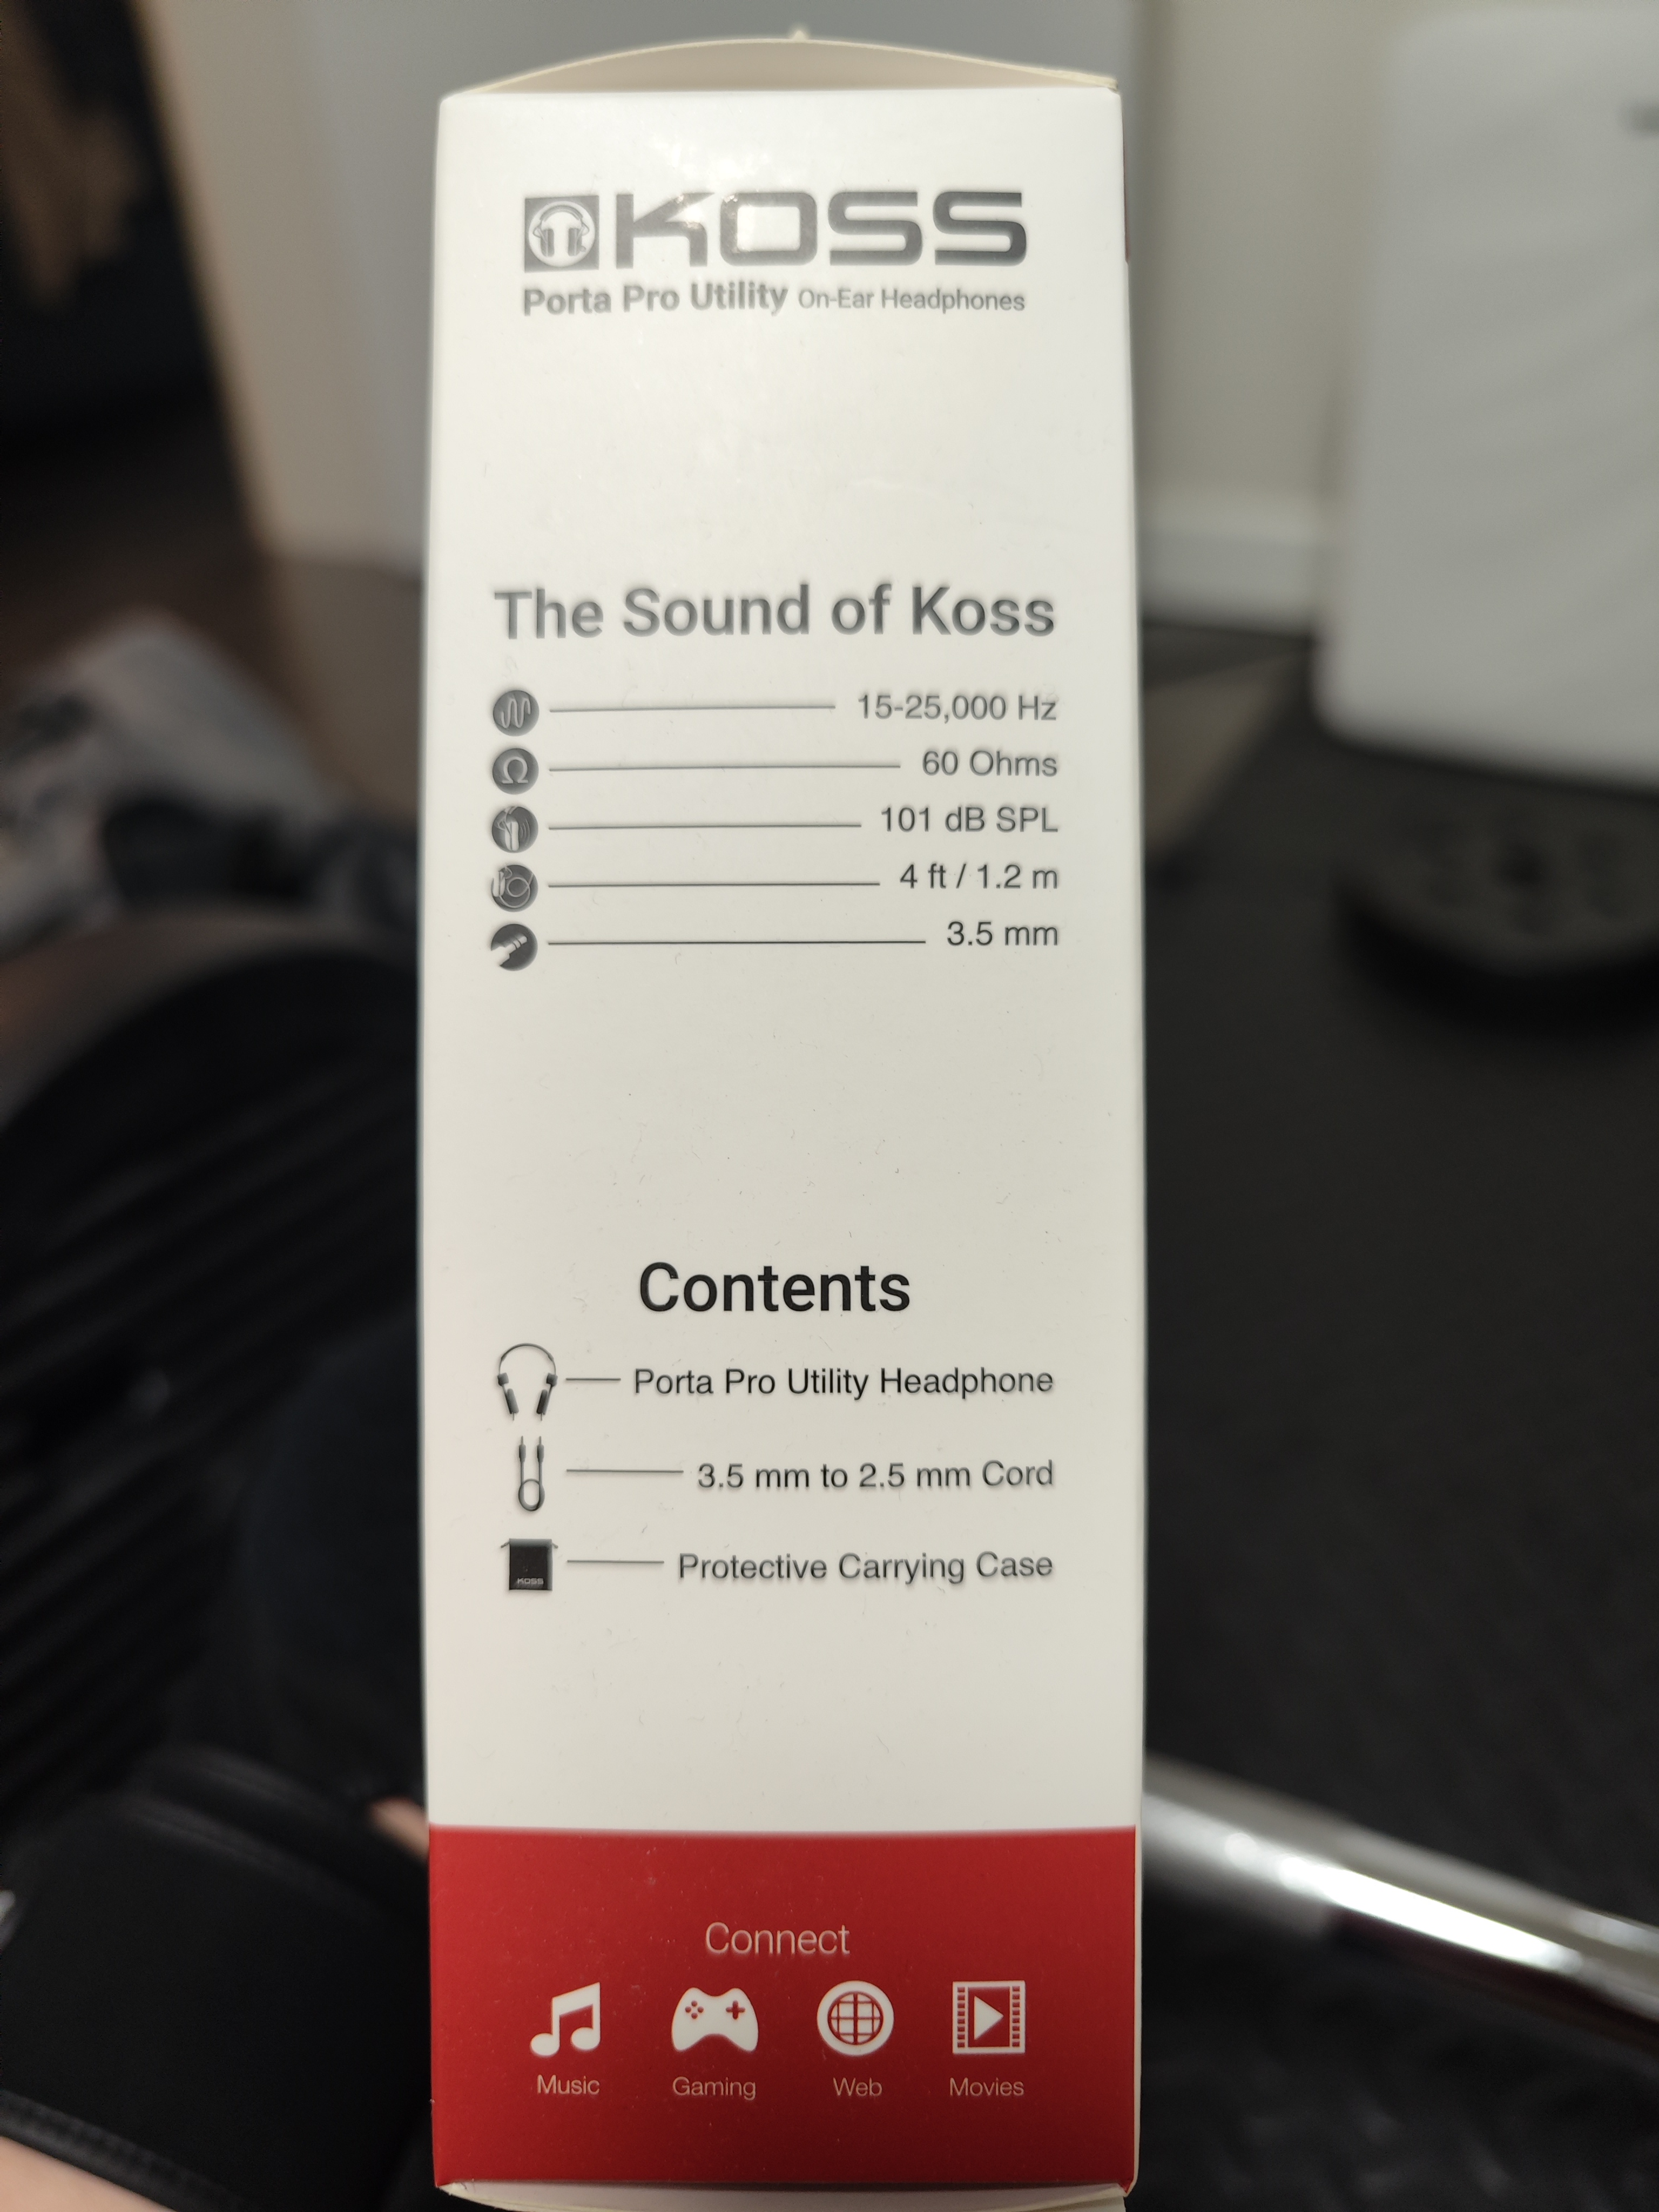 KOSS
Porta Pro Utility On-Ear Headphones
The Sound of Koss
15-25,000 Hz
Ω 60 Ohms
101 dB SPL
4 ft / 1.2 m
3.5 mm
Contents
Porta Pro Utility Headphone
3.5 mm to 2.5 mm Cord
KOSS Protective Carrying Case
Connect
Music Gaming Web Movies